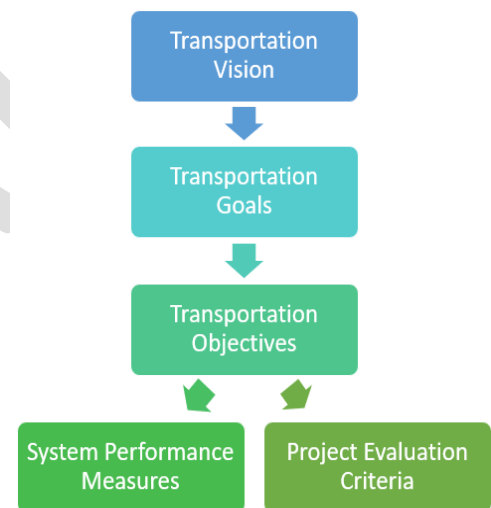 Transportation
Vision
Transportation
Goals
Transportation
Objectives
System Performance
Measures
Project Evaluation
Criteria